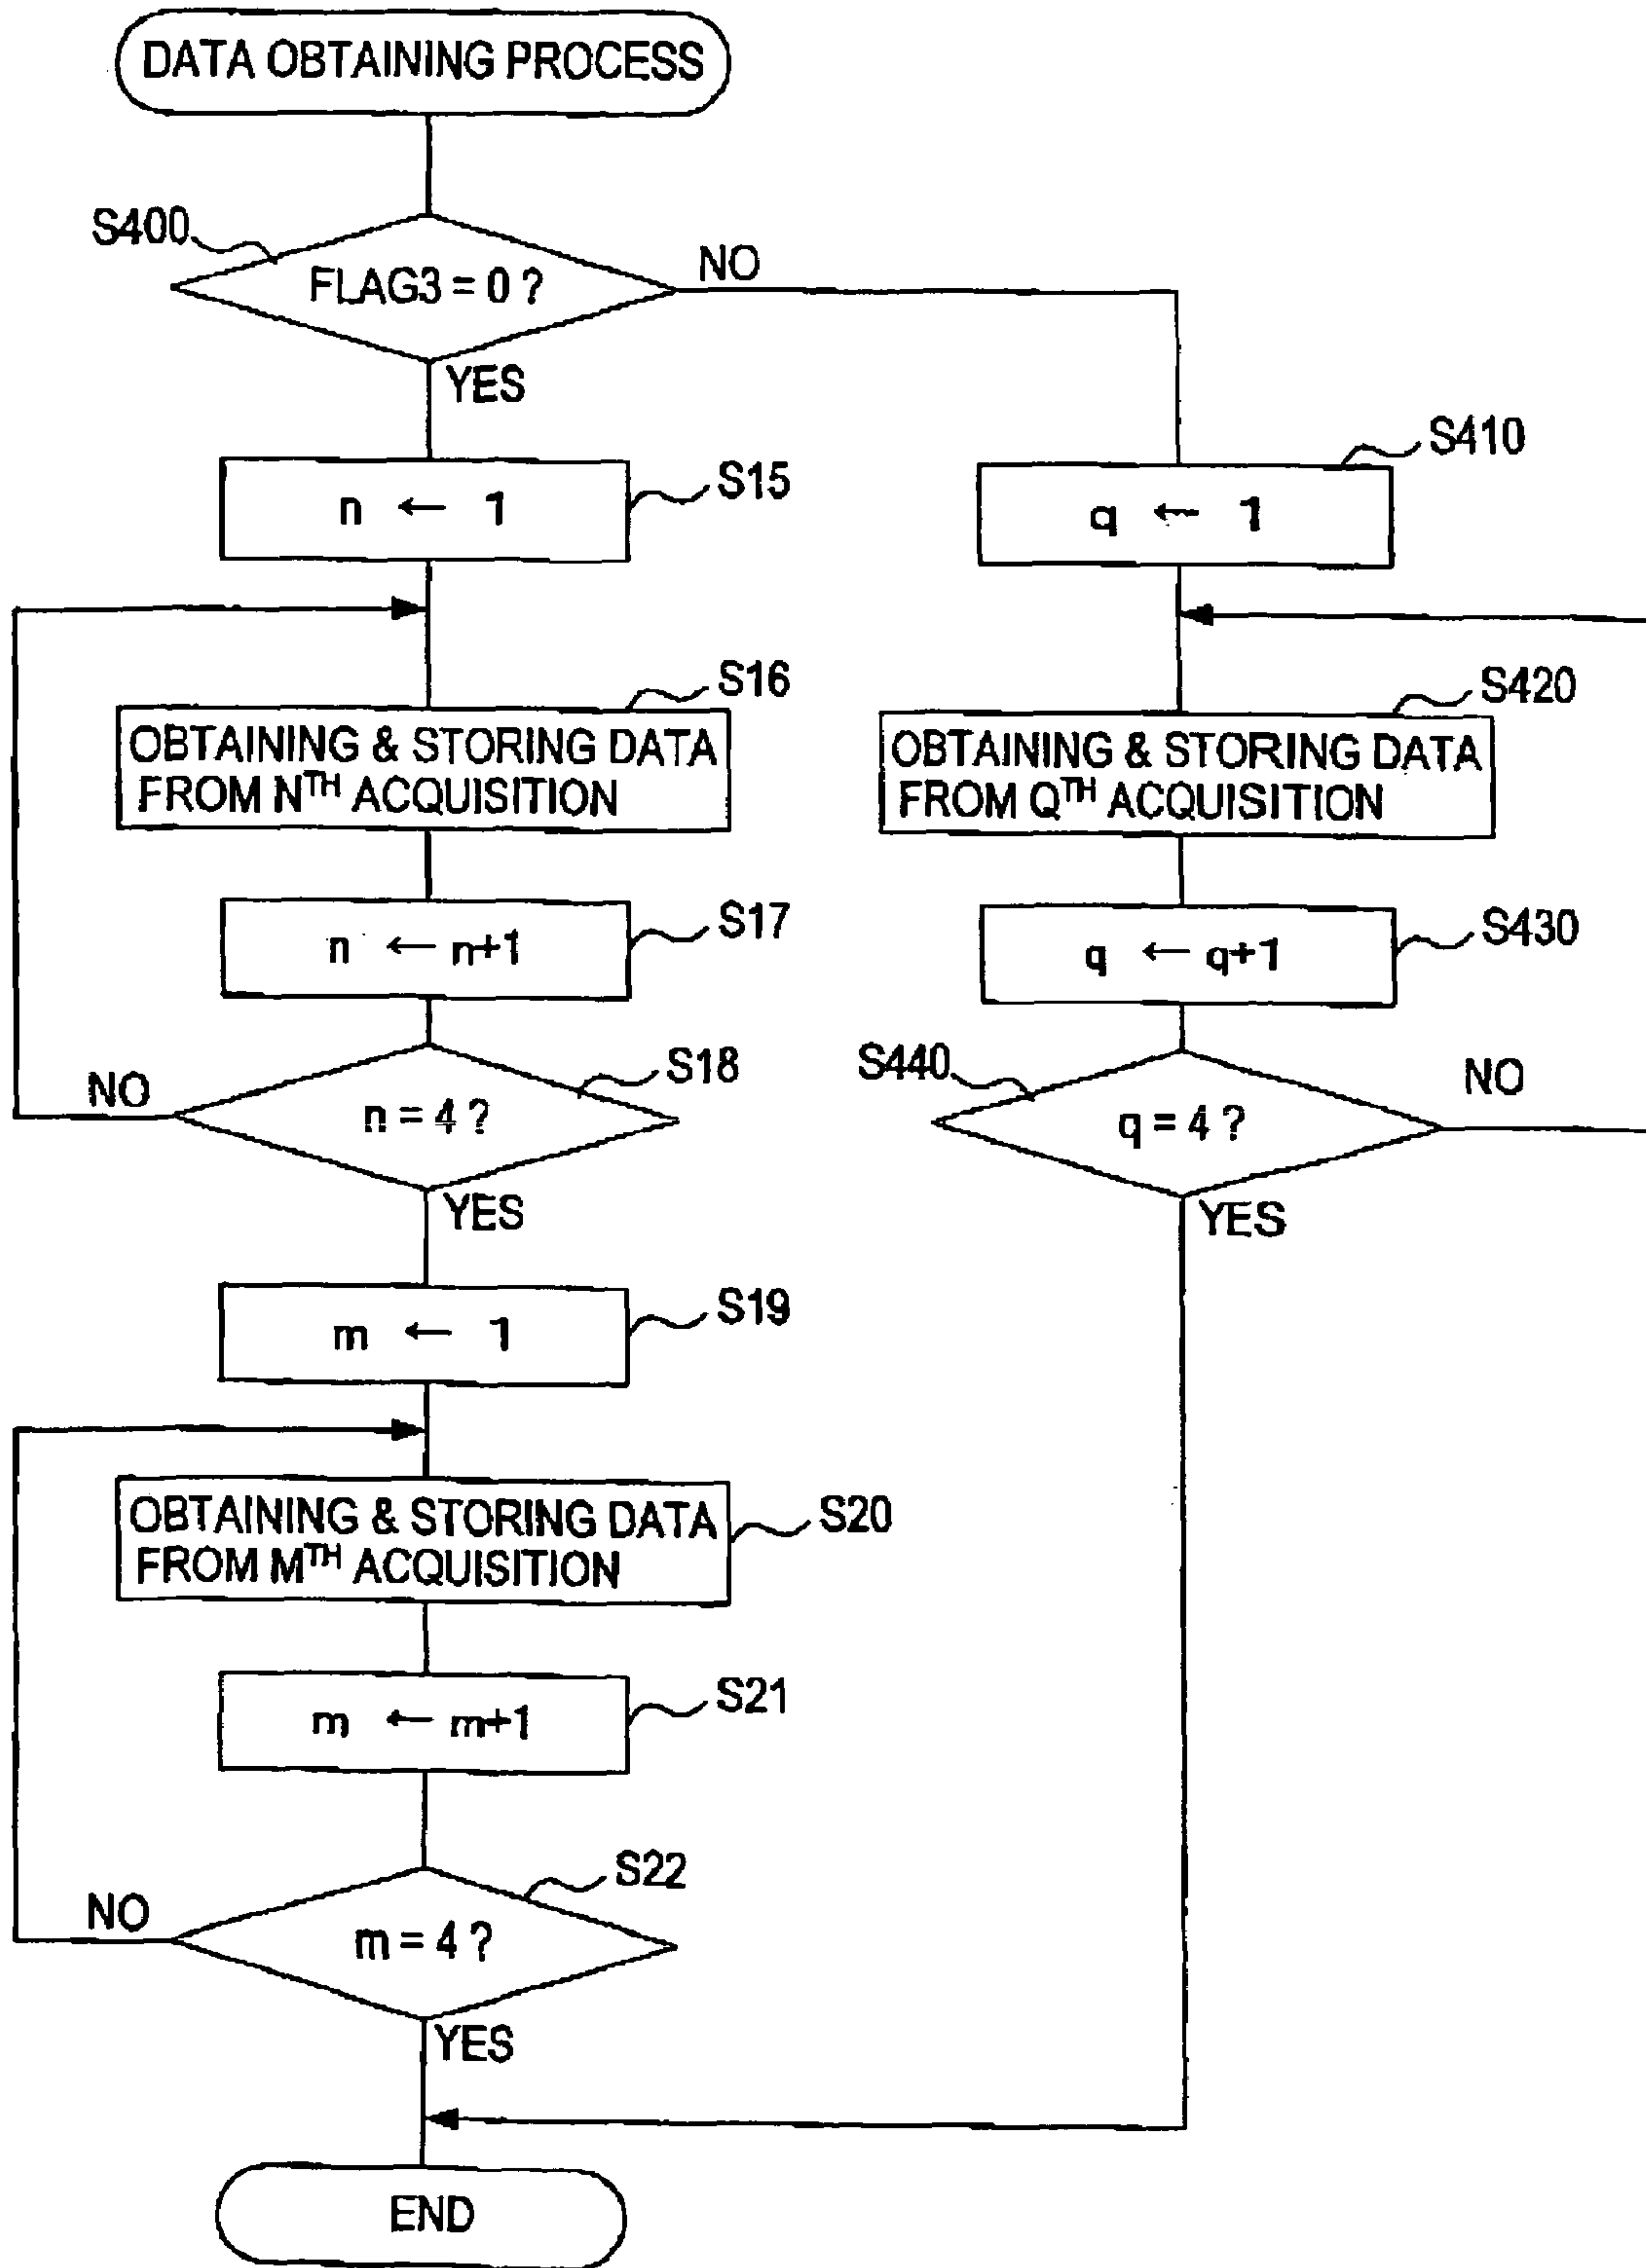 DATA OBTAINING PROCESS
S400
FLAG3 = 0 ?
NO
YES
S15
n ← 1
S16
OBTAINING & STORING DATA
FROM NTH ACQUISITION
S17
n ← n+1
S18
n = 4 ?
NO
YES
S19
m ← 1
S20
OBTAINING & STORING DATA
FROM MTH ACQUISITION
S21
m ← m+1
S22
m = 4 ?
NO
YES
S410
q ← 1
S420
OBTAINING & STORING DATA
FROM QTH ACQUISITION
S430
q ← q+1
S440
q = 4 ?
NO
YES
END